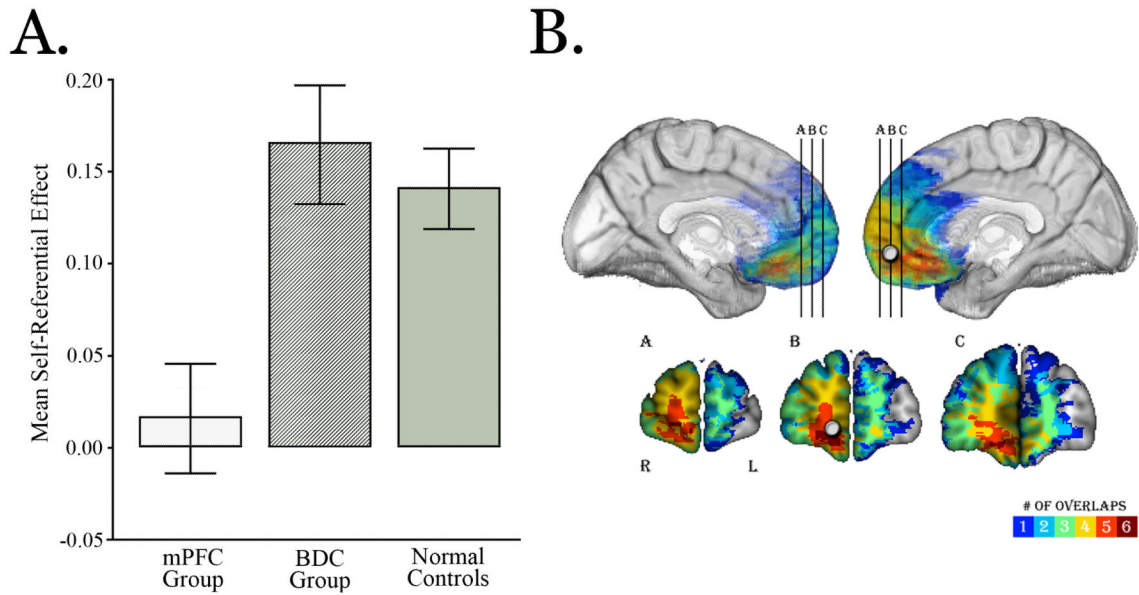 A.
B.
Mean Self-Referential Effect
0.20
0.15
0.10
0.05
0.00
-0.05
mPFC
Group
BDC
Group
Normal
Controls
A B C
A B C
A
B
C
R
L
# OF OVERLAPS
1 2 3 4 5 6